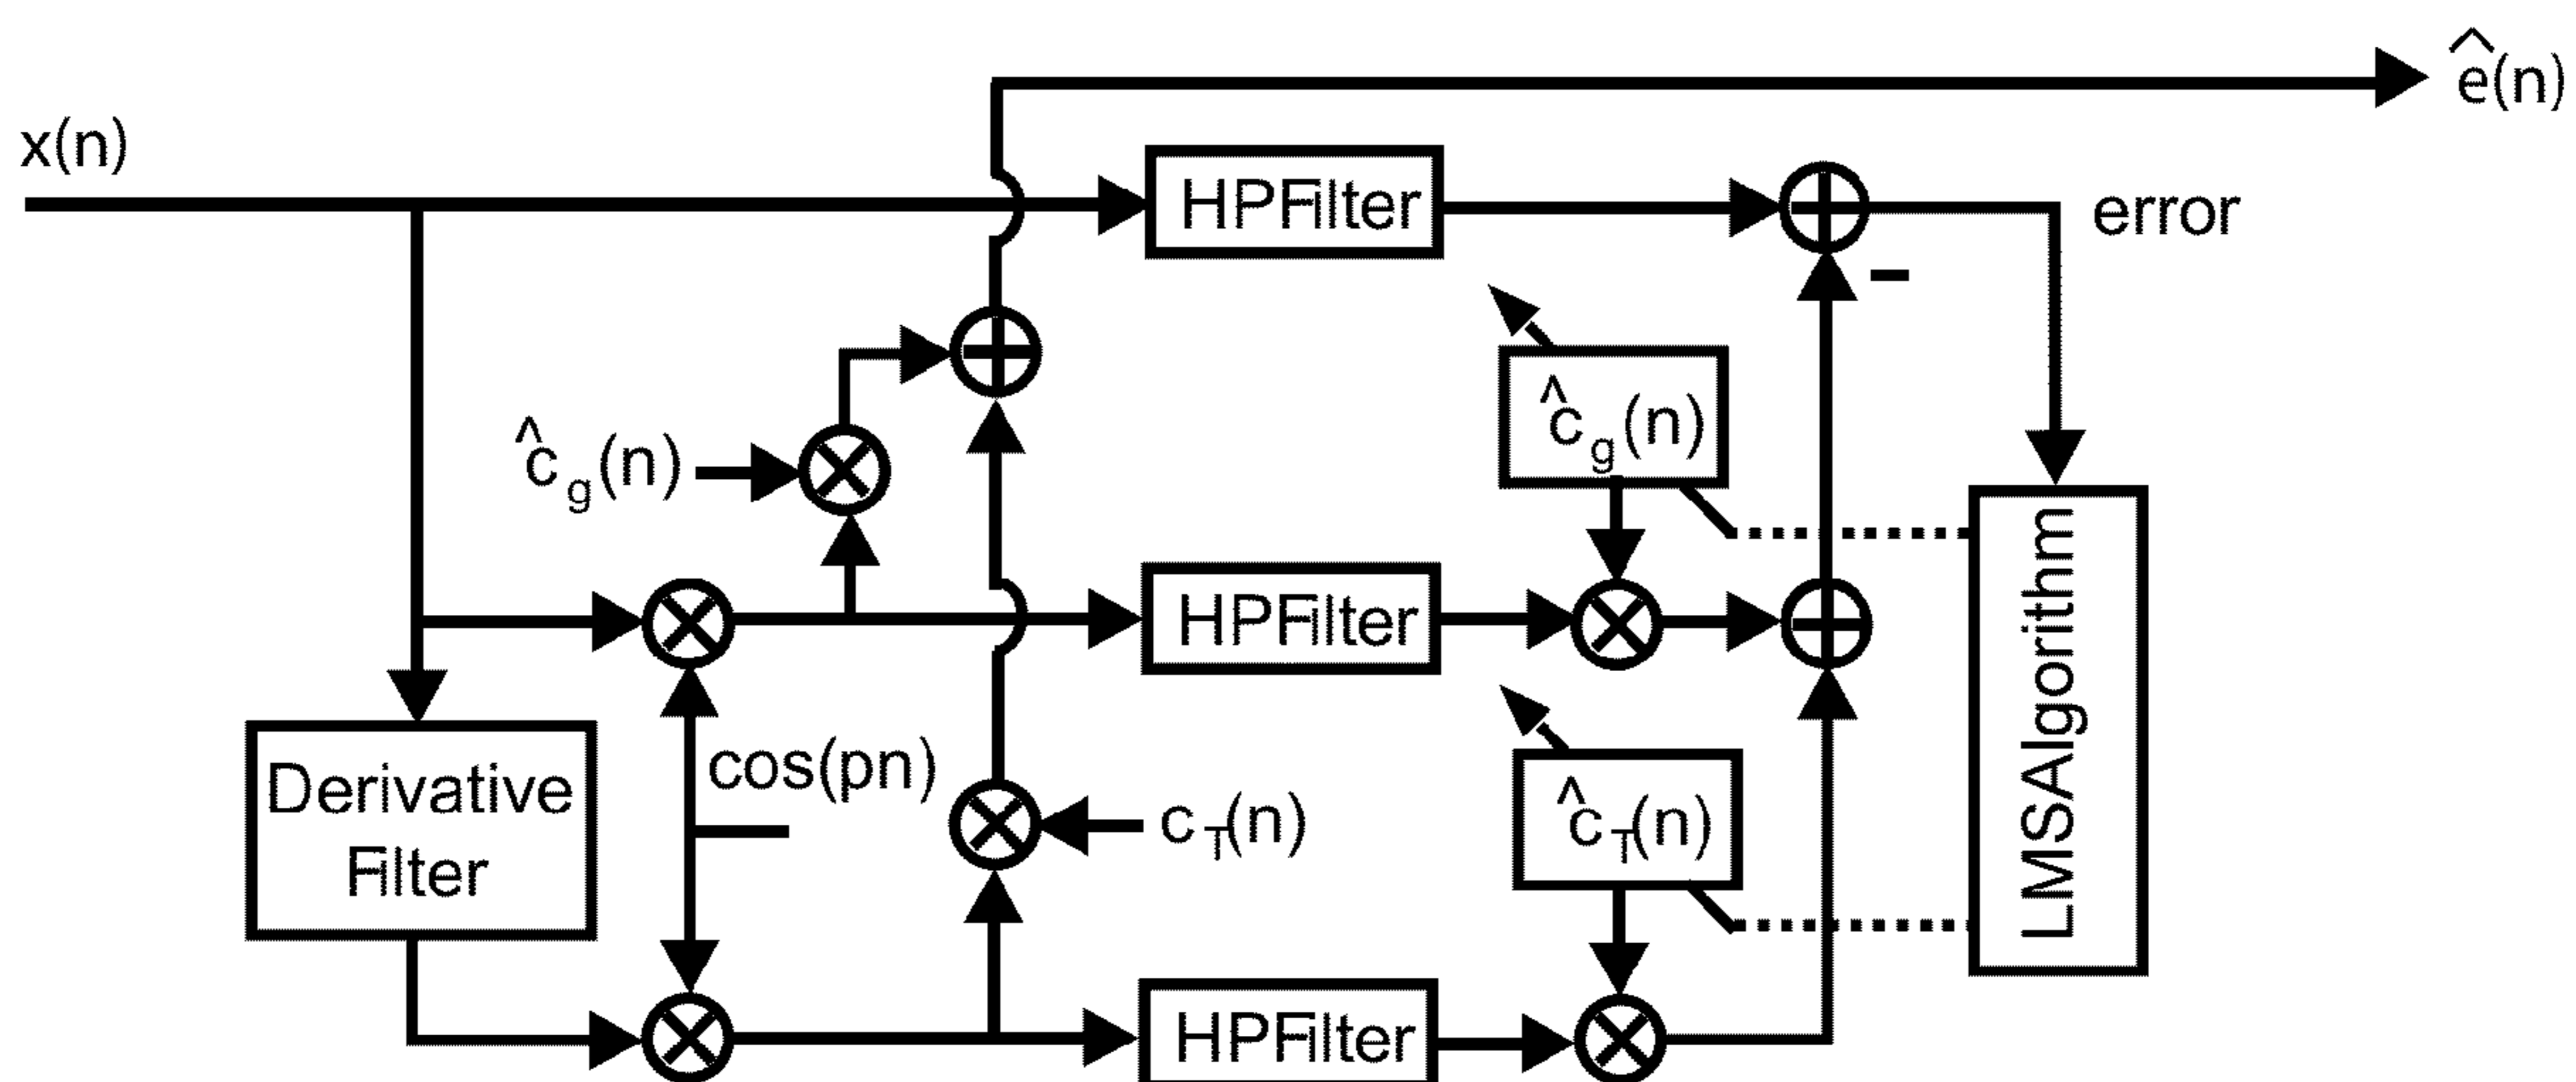 ê(n)
x(n)
HPFilter
error
ĉg(n)
ĉg(n)
HPFilter
LMSAlgorithm
cos(pn)
Derivative
Filter
cT(n)
ĉT(n)
HPFilter